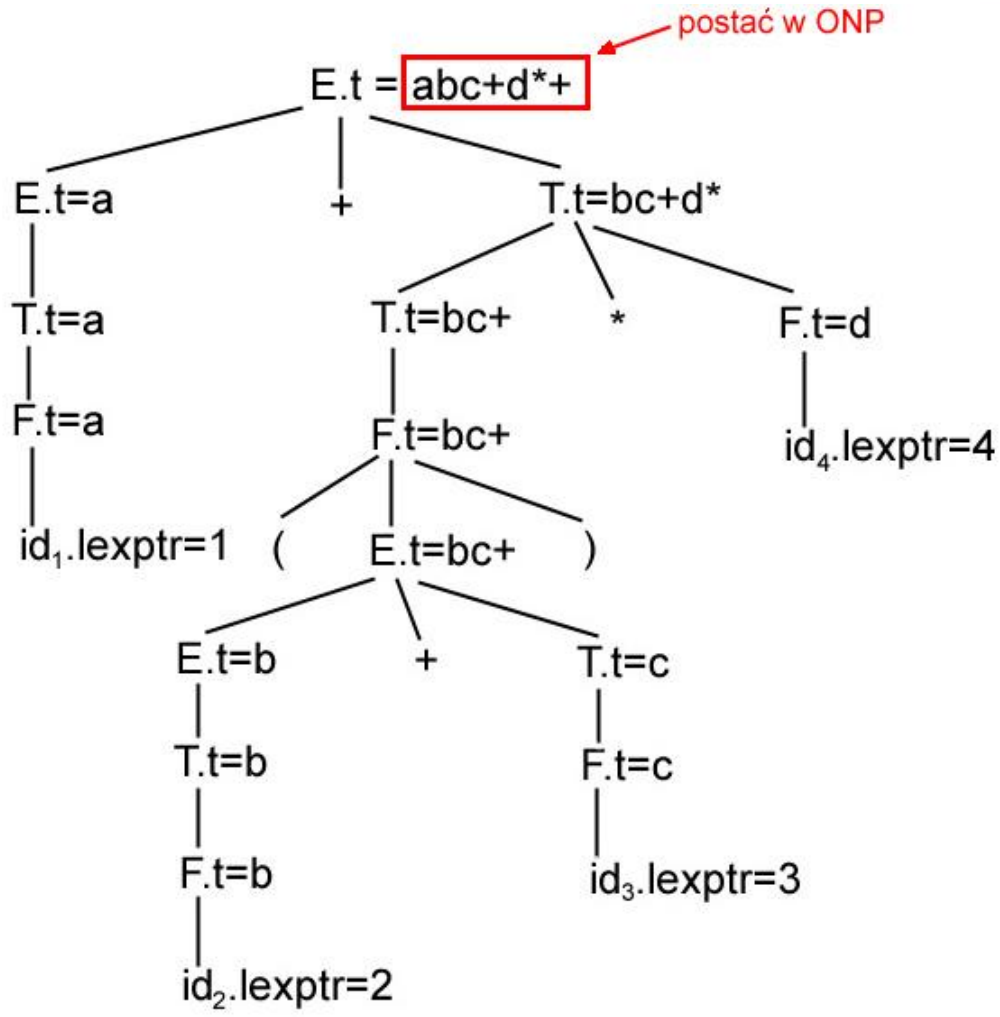 postać w ONP
E.t = abc+d*+
E.t=a + T.t=bc+d*
T.t=a T.t=bc+ * F.t=d
F.t=a F.t=bc+ id₄.lexptr=4
id₁.lexptr=1 ( E.t=bc+ )
E.t=b + T.t=c
T.t=b F.t=c
F.t=b id₃.lexptr=3
id₂.lexptr=2